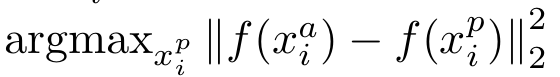 argmax_{x_i^p} ‖f(x_i^a) − f(x_i^p)‖_2^2